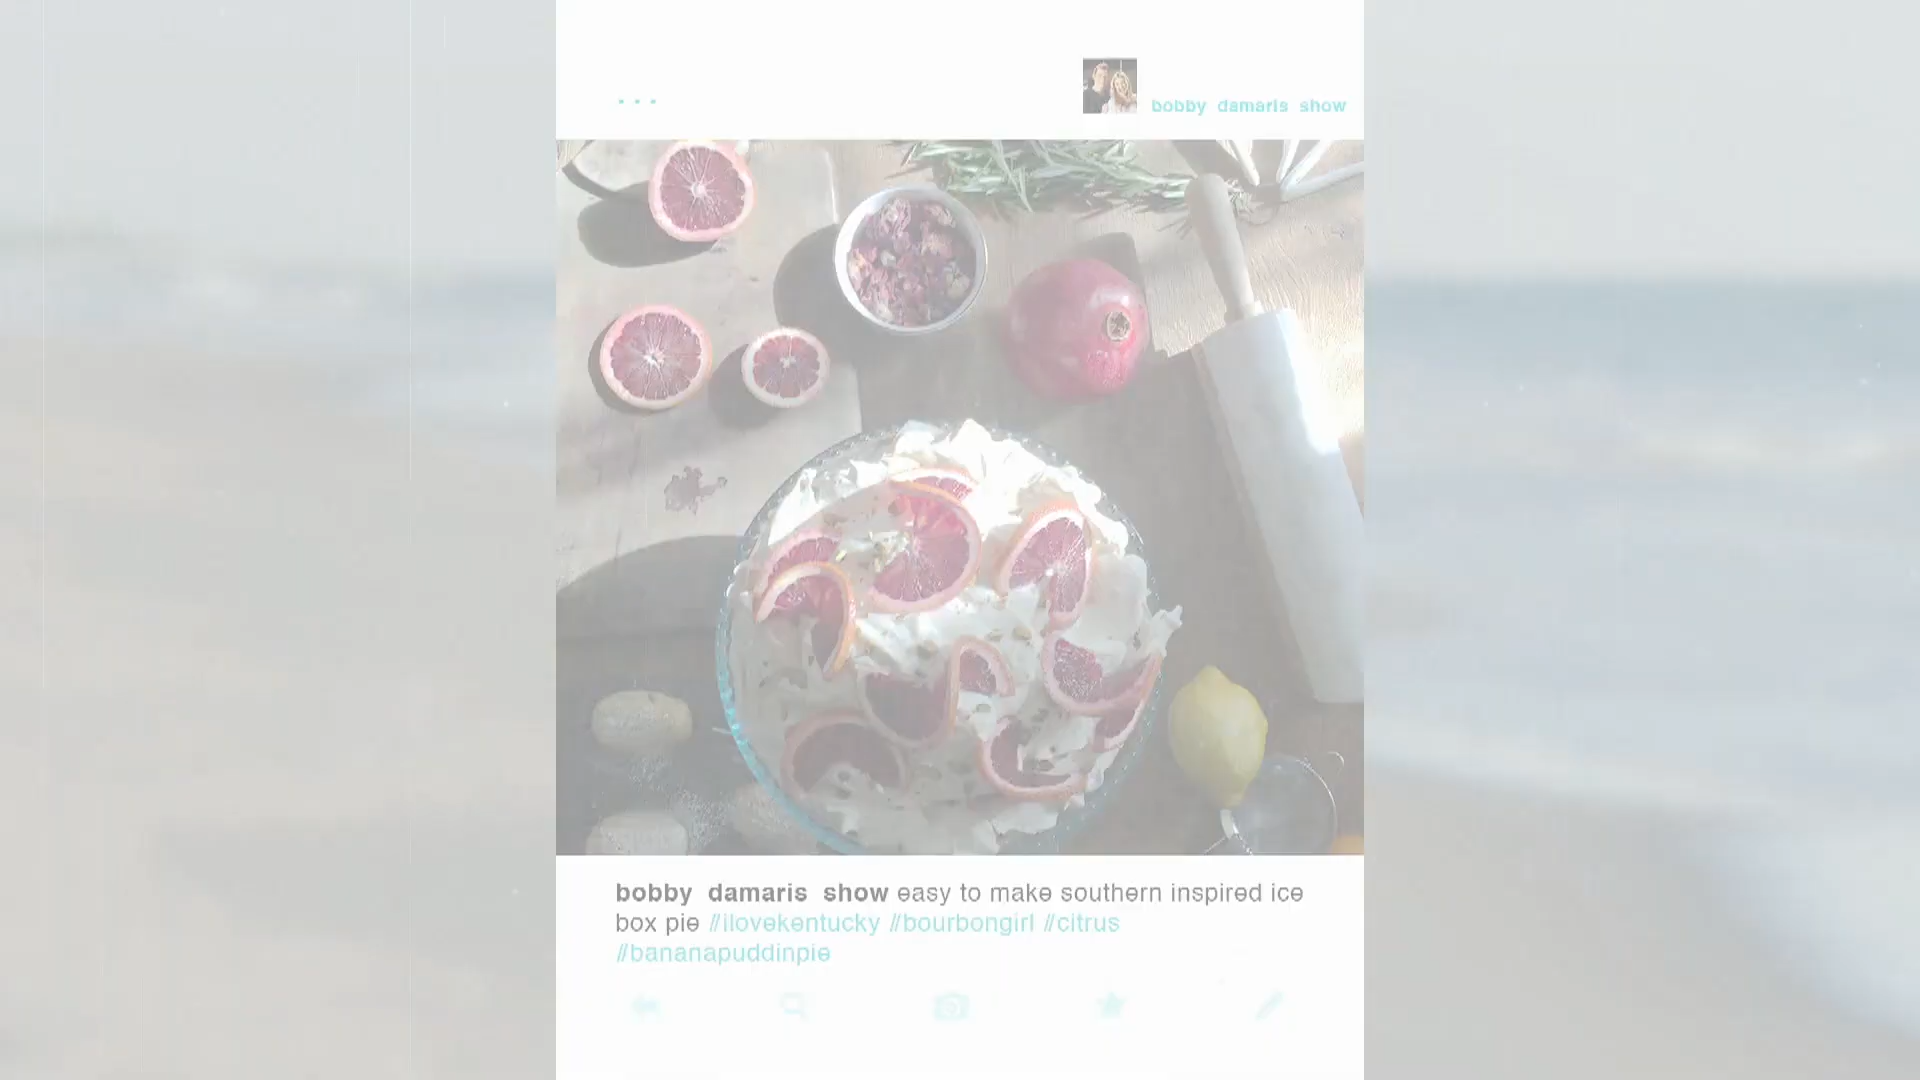 bobby damaris show
bobby damaris show easy to make southern inspired ice
box pie //ilovekentucky //bourbongirl //citrus
//bananapuddinpie